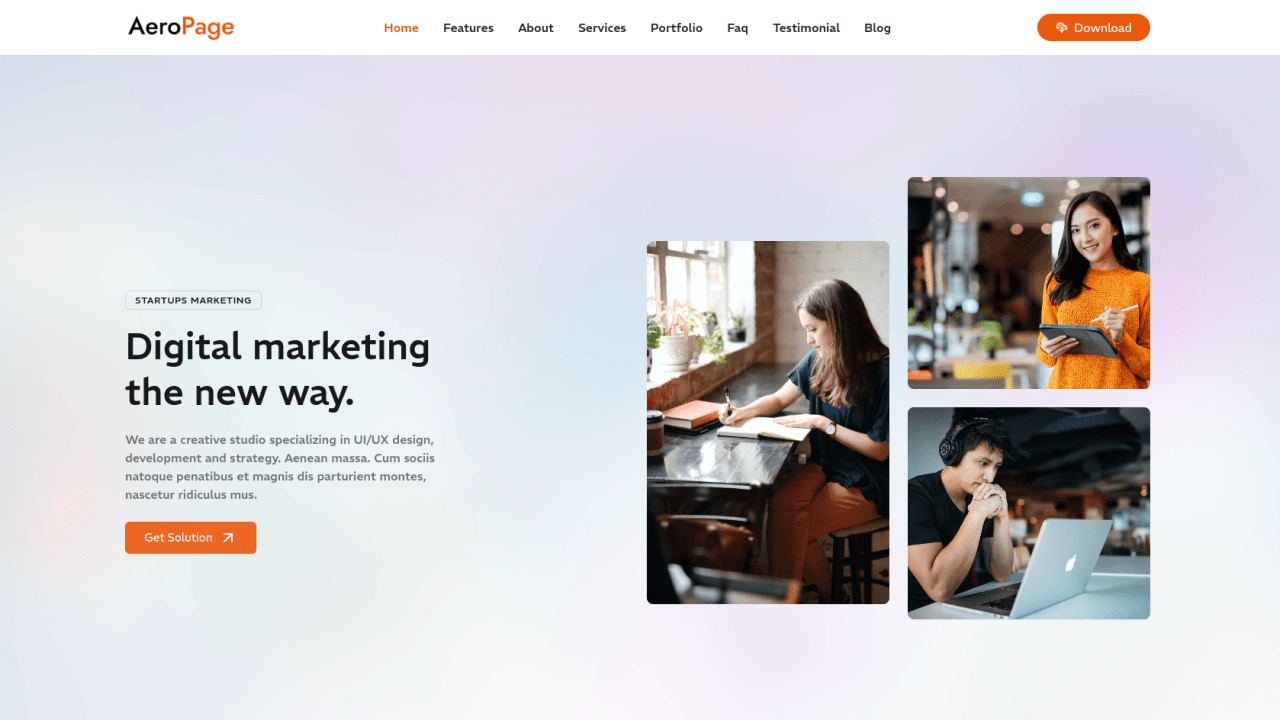 AeroPage
Home Features About Services Portfolio Faq Testimonial Blog
Download
STARTUPS MARKETING
Digital marketing
the new way.
We are a creative studio specializing in UI/UX design,
development and strategy. Aenean massa. Cum sociis
natoque penatibus et magnis dis parturient montes,
nascetur ridiculus mus.
Get Solution